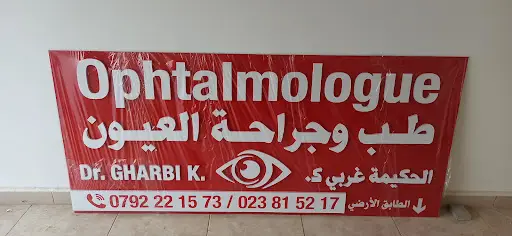 Ophtalmologue
طب وجراحة العيون
Dr. GHARBI K.
الحكيمة غربي ك.
0792 22 15 73 / 023 81 52 17
الطابق الأرضي